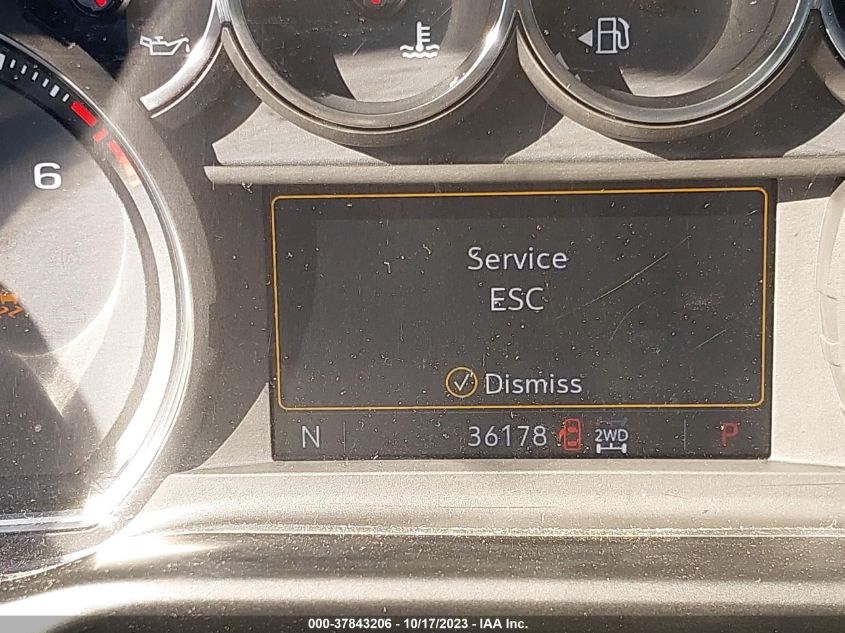 6
Service
ESC
Dismiss
N 36178 2WD P
000-37843206 - 10/17/2023 - IAA Inc.